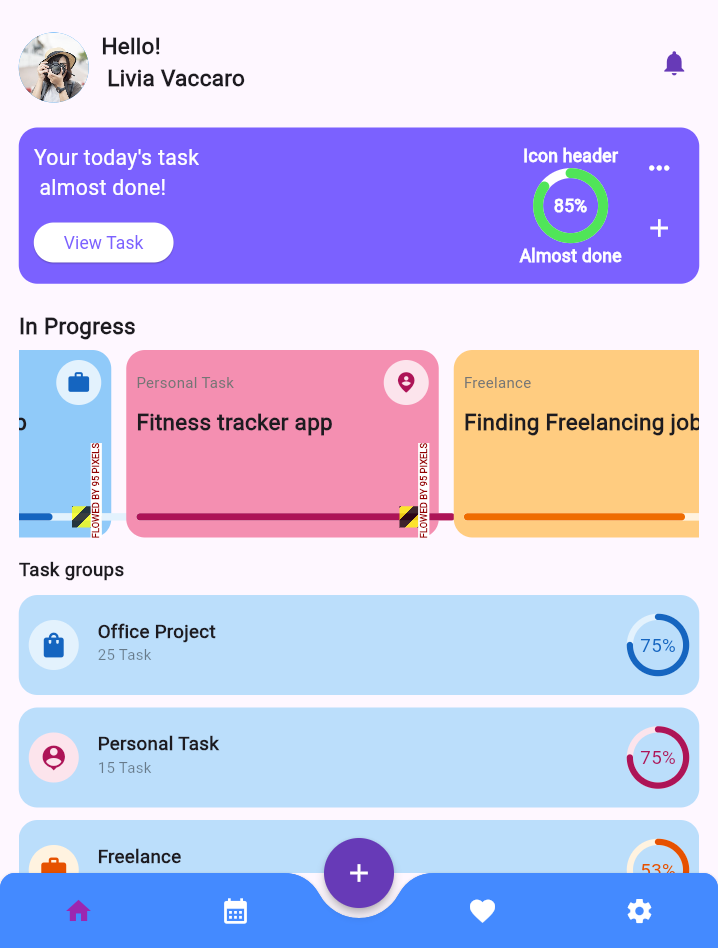 Hello!
Livia Vaccaro
Your today's task
almost done!
View Task
Icon header
85%
Almost done
In Progress
Personal Task
Fitness tracker app
FLOWED BY 95 PIXELS
FLOWED BY 95 PIXELS
Freelance
Finding Freelancing job
Task groups
Office Project
25 Task
75%
Personal Task
15 Task
75%
Freelance
53%